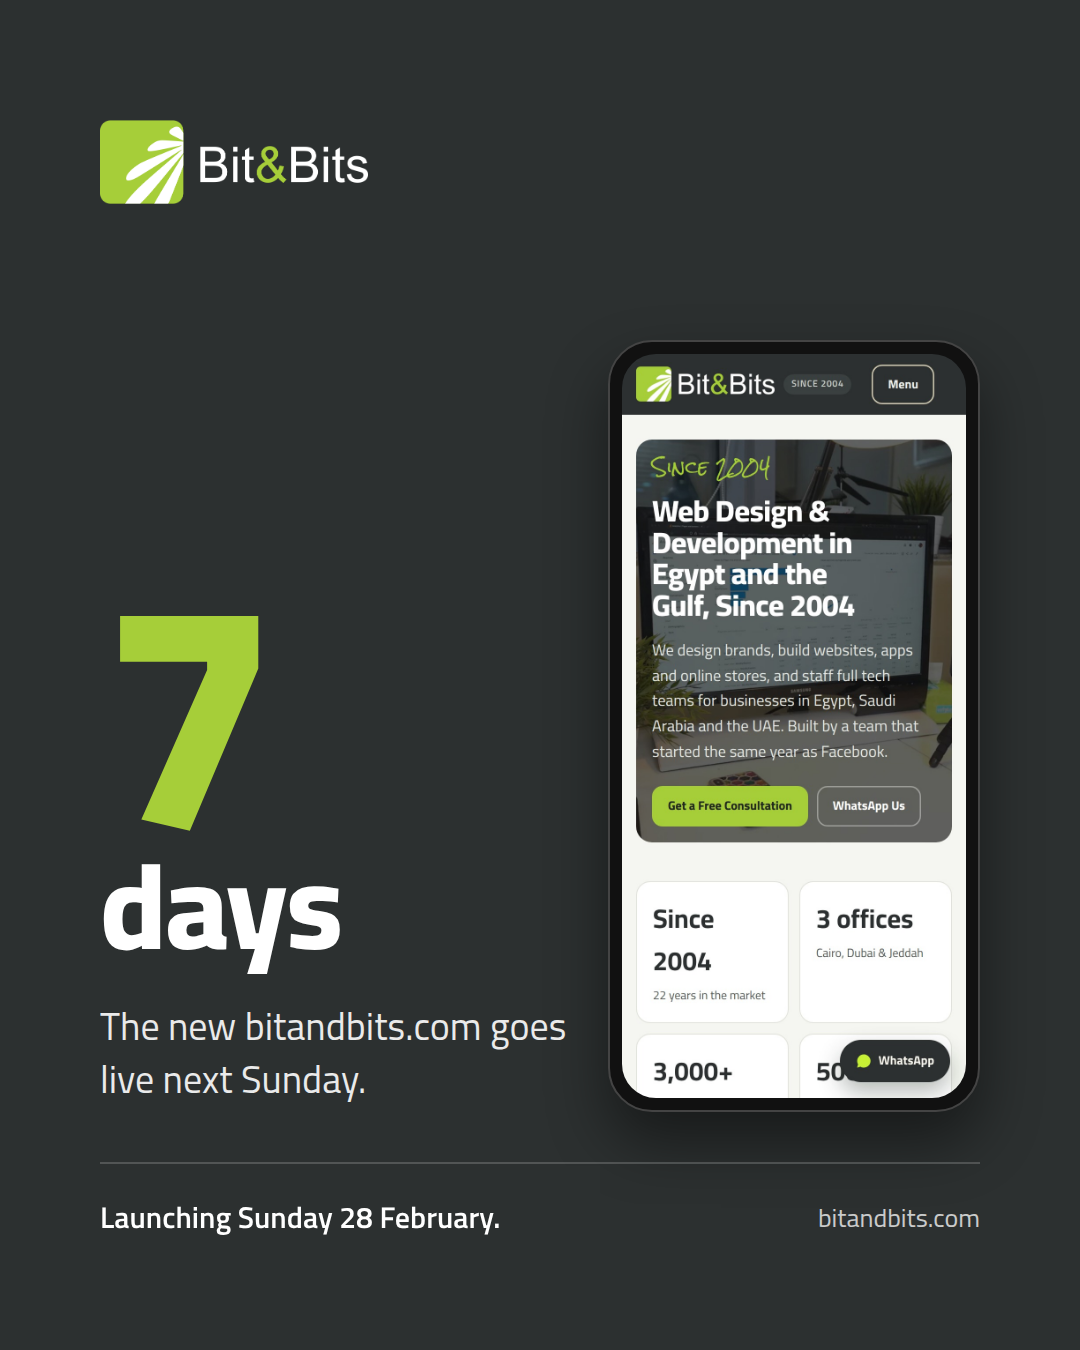 Bit&Bits
7
days
The new bitandbits.com goes
live next Sunday.
Bit&Bits
SINCE 2004
Menu
SINCE 2004
Web Design &
Development in
Egypt and the
Gulf, Since 2004
We design brands, build websites, apps
and online stores, and staff full tech
teams for businesses in Egypt, Saudi
Arabia and the UAE. Built by a team that
started the same year as Facebook.
Get a Free Consultation
WhatsApp Us
Since
2004
22 years in the market
3 offices
Cairo, Dubai & Jeddah
3,000+
WhatsApp
Launching Sunday 28 February.
bitandbits.com